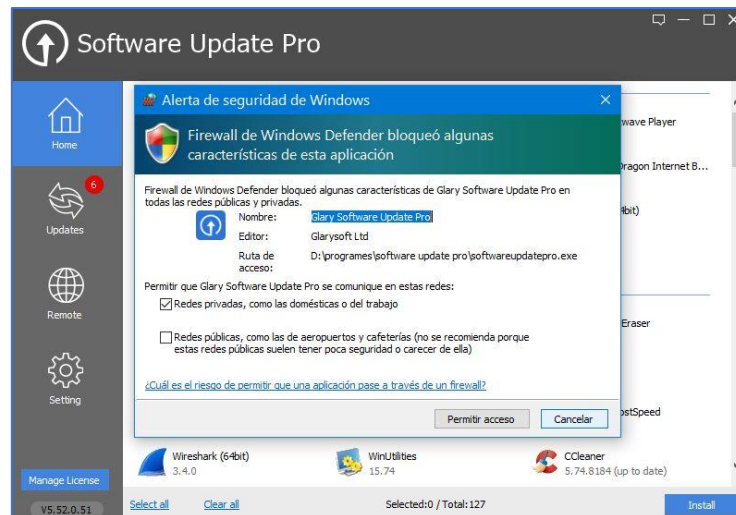 Software Update Pro
Home
6
Updates
Remote
Setting
Manage License
V5.52.0.51
Alerta de seguridad de Windows
Firewall de Windows Defender bloqueó algunas
características de esta aplicación
Firewall de Windows Defender bloqueó algunas características de Glary Software Update Pro en
todas las redes públicas y privadas.
Nombre: Glary Software Update Pro
Editor: Glarysoft Ltd
Ruta de acceso: D:\programes\software update pro\softwareupdatepro.exe
Permitir que Glary Software Update Pro se comunique en estas redes:
Redes privadas, como las domésticas o del trabajo
Redes públicas, como las de aeropuertos y cafeterías (no se recomienda porque
estas redes públicas suelen tener poca seguridad o carecer de ella)
¿Cuál es el riesgo de permitir que una aplicación pase a través de un firewall?
Permitir acceso Cancelar
wave Player
Dragon Internet B...
4bit)
Eraser
ostSpeed
Wireshark (64bit)
3.4.0
WinUtilities
15.74
CCleaner
5.74.8184 (up to date)
Select all Clear all Selected:0 / Total:127 Install